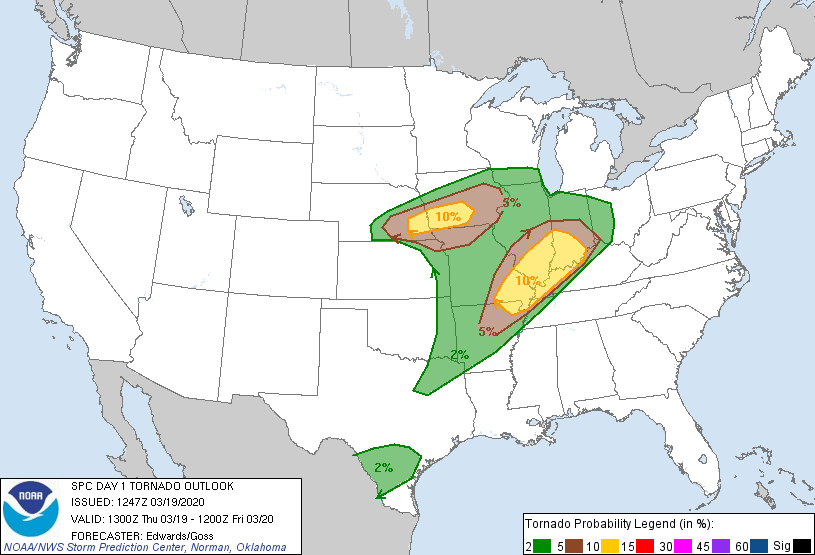 5%
10%
10%
5%
2%
2%
NOAA
SPC DAY 1 TORNADO OUTLOOK
ISSUED: 1247Z 03/19/2020
VALID: 1300Z Thu 03/19 - 1200Z Fri 03/20
FORECASTER: Edwards/Goss
NOAA/NWS Storm Prediction Center, Norman, Oklahoma
Tornado Probability Legend (in %):
2 5 10 15 30 45 60 Sig